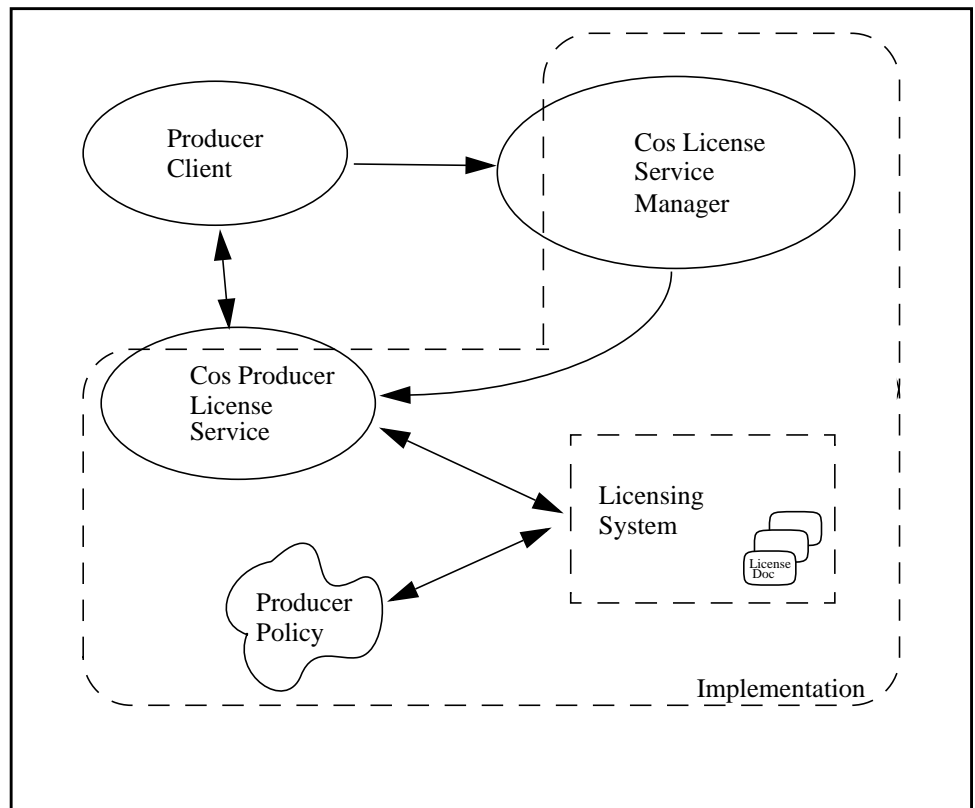 Producer
Client
Cos License
Service
Manager
Cos Producer
License
Service
Licensing
System
License
Doc
Producer
Policy
Implementation